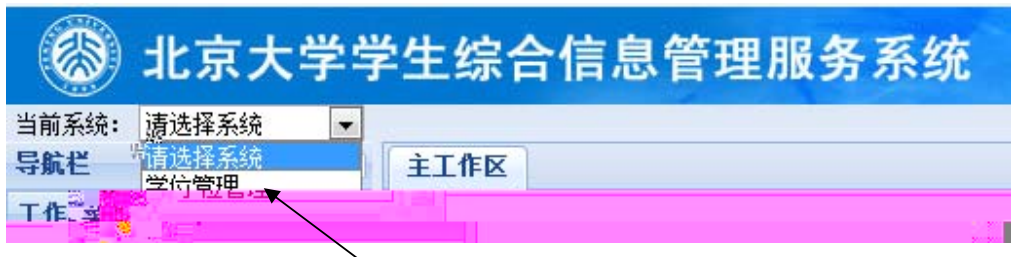 北京大学学生综合信息管理服务系统
当前系统: 请选择系统
导航栏 请选择系统 主工作区
学位管理
工作